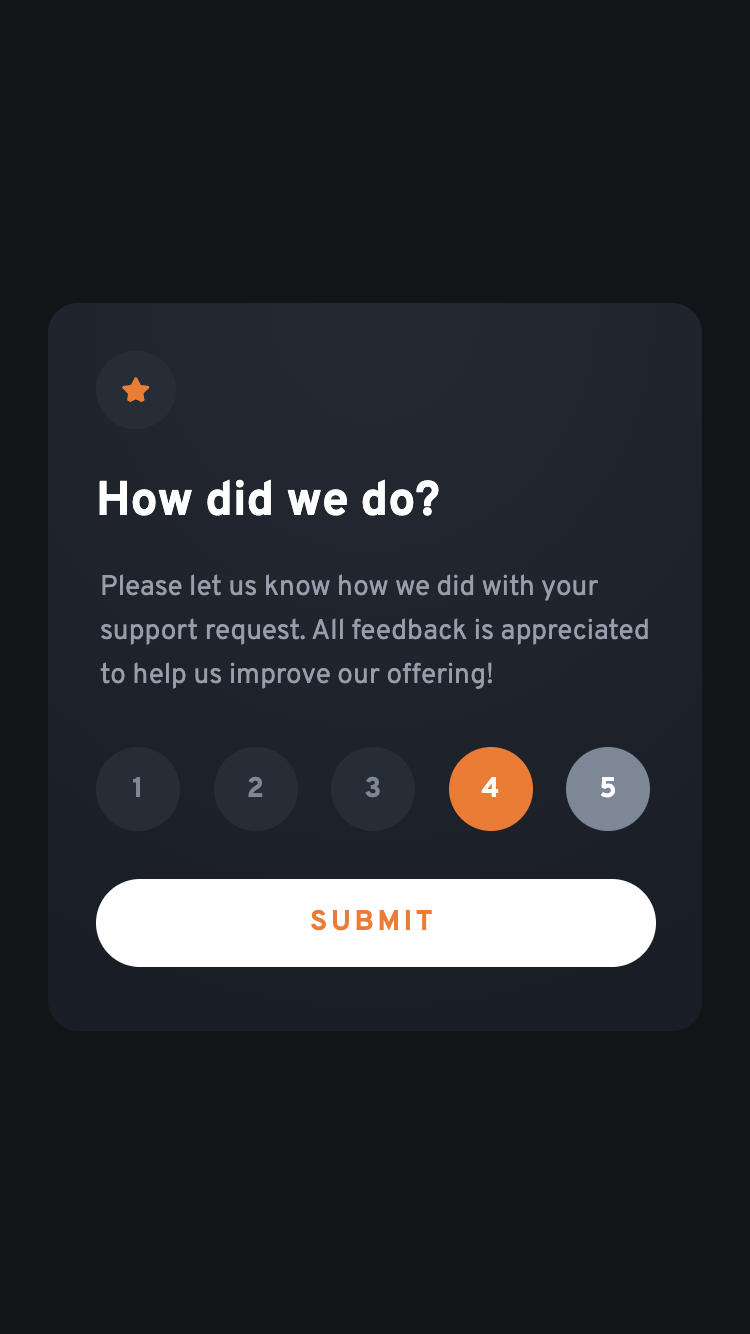 How did we do?
Please let us know how we did with your
support request. All feedback is appreciated
to help us improve our offering!
1 2 3 4 5
SUBMIT